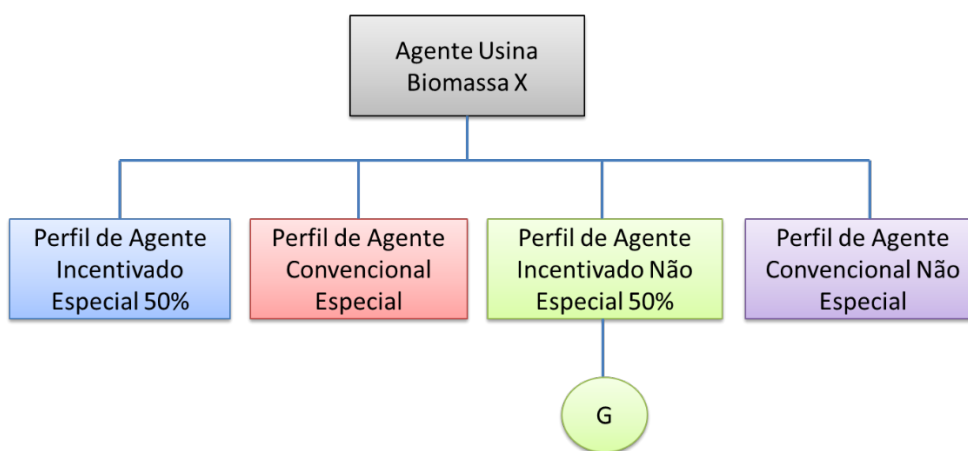 Agente Usina
Biomassa X
Perfil de Agente
Incentivado
Especial 50%
Perfil de Agente
Convencional
Especial
Perfil de Agente
Incentivado Não
Especial 50%
Perfil de Agente
Convencional Não
Especial
G